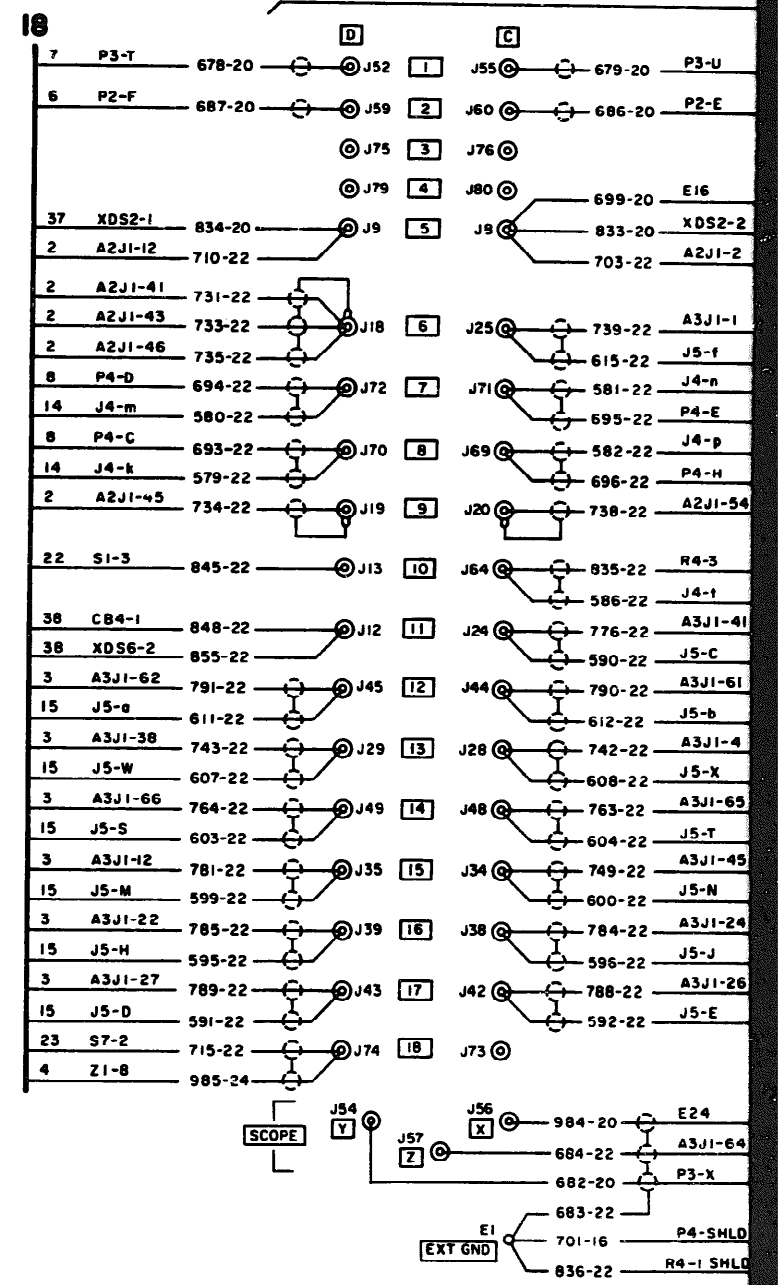 18
D C
7 P3-T 678-20 J52 1 J55 679-20 P3-U
6 P2-F 687-20 J59 2 J60 686-20 P2-E
J75 3 J76
J79 4 J80
699-20 E16
37 XDS2-1 834-20 J9 5 J9 833-20 XDS2-2
2 A2J1-12 710-22 703-22 A2J1-2
2 A2J1-41 731-22
2 A2J1-43 733-22 J18 6 J25 739-22 A3J1-1
2 A2J1-46 735-22 615-22 J5-f
8 P4-D 694-22 J72 7 J71 581-22 J4-n
14 J4-m 580-22 695-22 P4-E
8 P4-C 693-22 J70 8 J69 582-22 J4-p
14 J4-k 579-22 696-22 P4-H
2 A2J1-45 734-22 J19 9 J20 738-22 A2J1-54
22 S1-3 845-22 J13 10 J64 835-22 R4-3
586-22 J4-t
38 CB4-1 848-22 J12 11 J24 776-22 A3J1-41
38 XDS6-2 855-22 590-22 J5-C
3 A3J1-62 791-22 J45 12 J44 790-22 A3J1-61
15 J5-a 611-22 612-22 J5-b
3 A3J1-38 743-22 J29 13 J28 742-22 A3J1-4
15 J5-W 607-22 608-22 J5-X
3 A3J1-66 764-22 J49 14 J48 763-22 A3J1-65
15 J5-S 603-22 604-22 J5-T
3 A3J1-12 781-22 J35 15 J34 749-22 A3J1-45
15 J5-M 599-22 600-22 J5-N
3 A3J1-22 785-22 J39 16 J38 784-22 A3J1-24
15 J5-H 595-22 596-22 J5-J
3 A3J1-27 789-22 J43 17 J42 788-22 A3J1-26
15 J5-D 591-22 592-22 J5-E
23 S7-2 715-22 J74 18 J73
4 Z1-8 985-24
J54 J56 984-20 E24
SCOPE Y X
J57 684-22 A3J1-64
Z
682-20 P3-X
683-22
E1 701-16 P4-SHLD
EXT GND
836-22 R4-1 SHLD